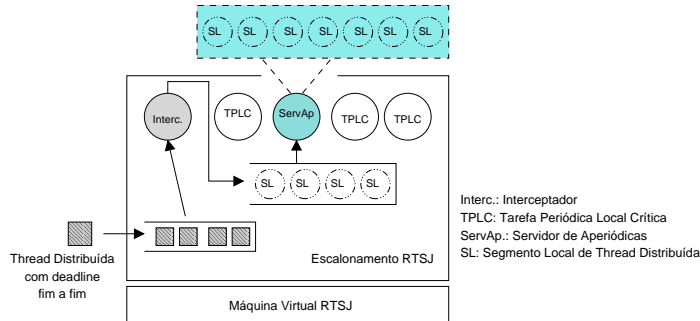 SL SL SL SL SL SL SL
Interc. TPLC ServAp TPLC TPLC
SL SL SL SL
Interc.: Interceptador
TPLC: Tarefa Periódica Local Crítica
ServAp.: Servidor de Aperiódicas
SL: Segmento Local de Thread Distribuída
Thread Distribuída
com deadline
fim a fim
Escalonamento RTSJ
Máquina Virtual RTSJ